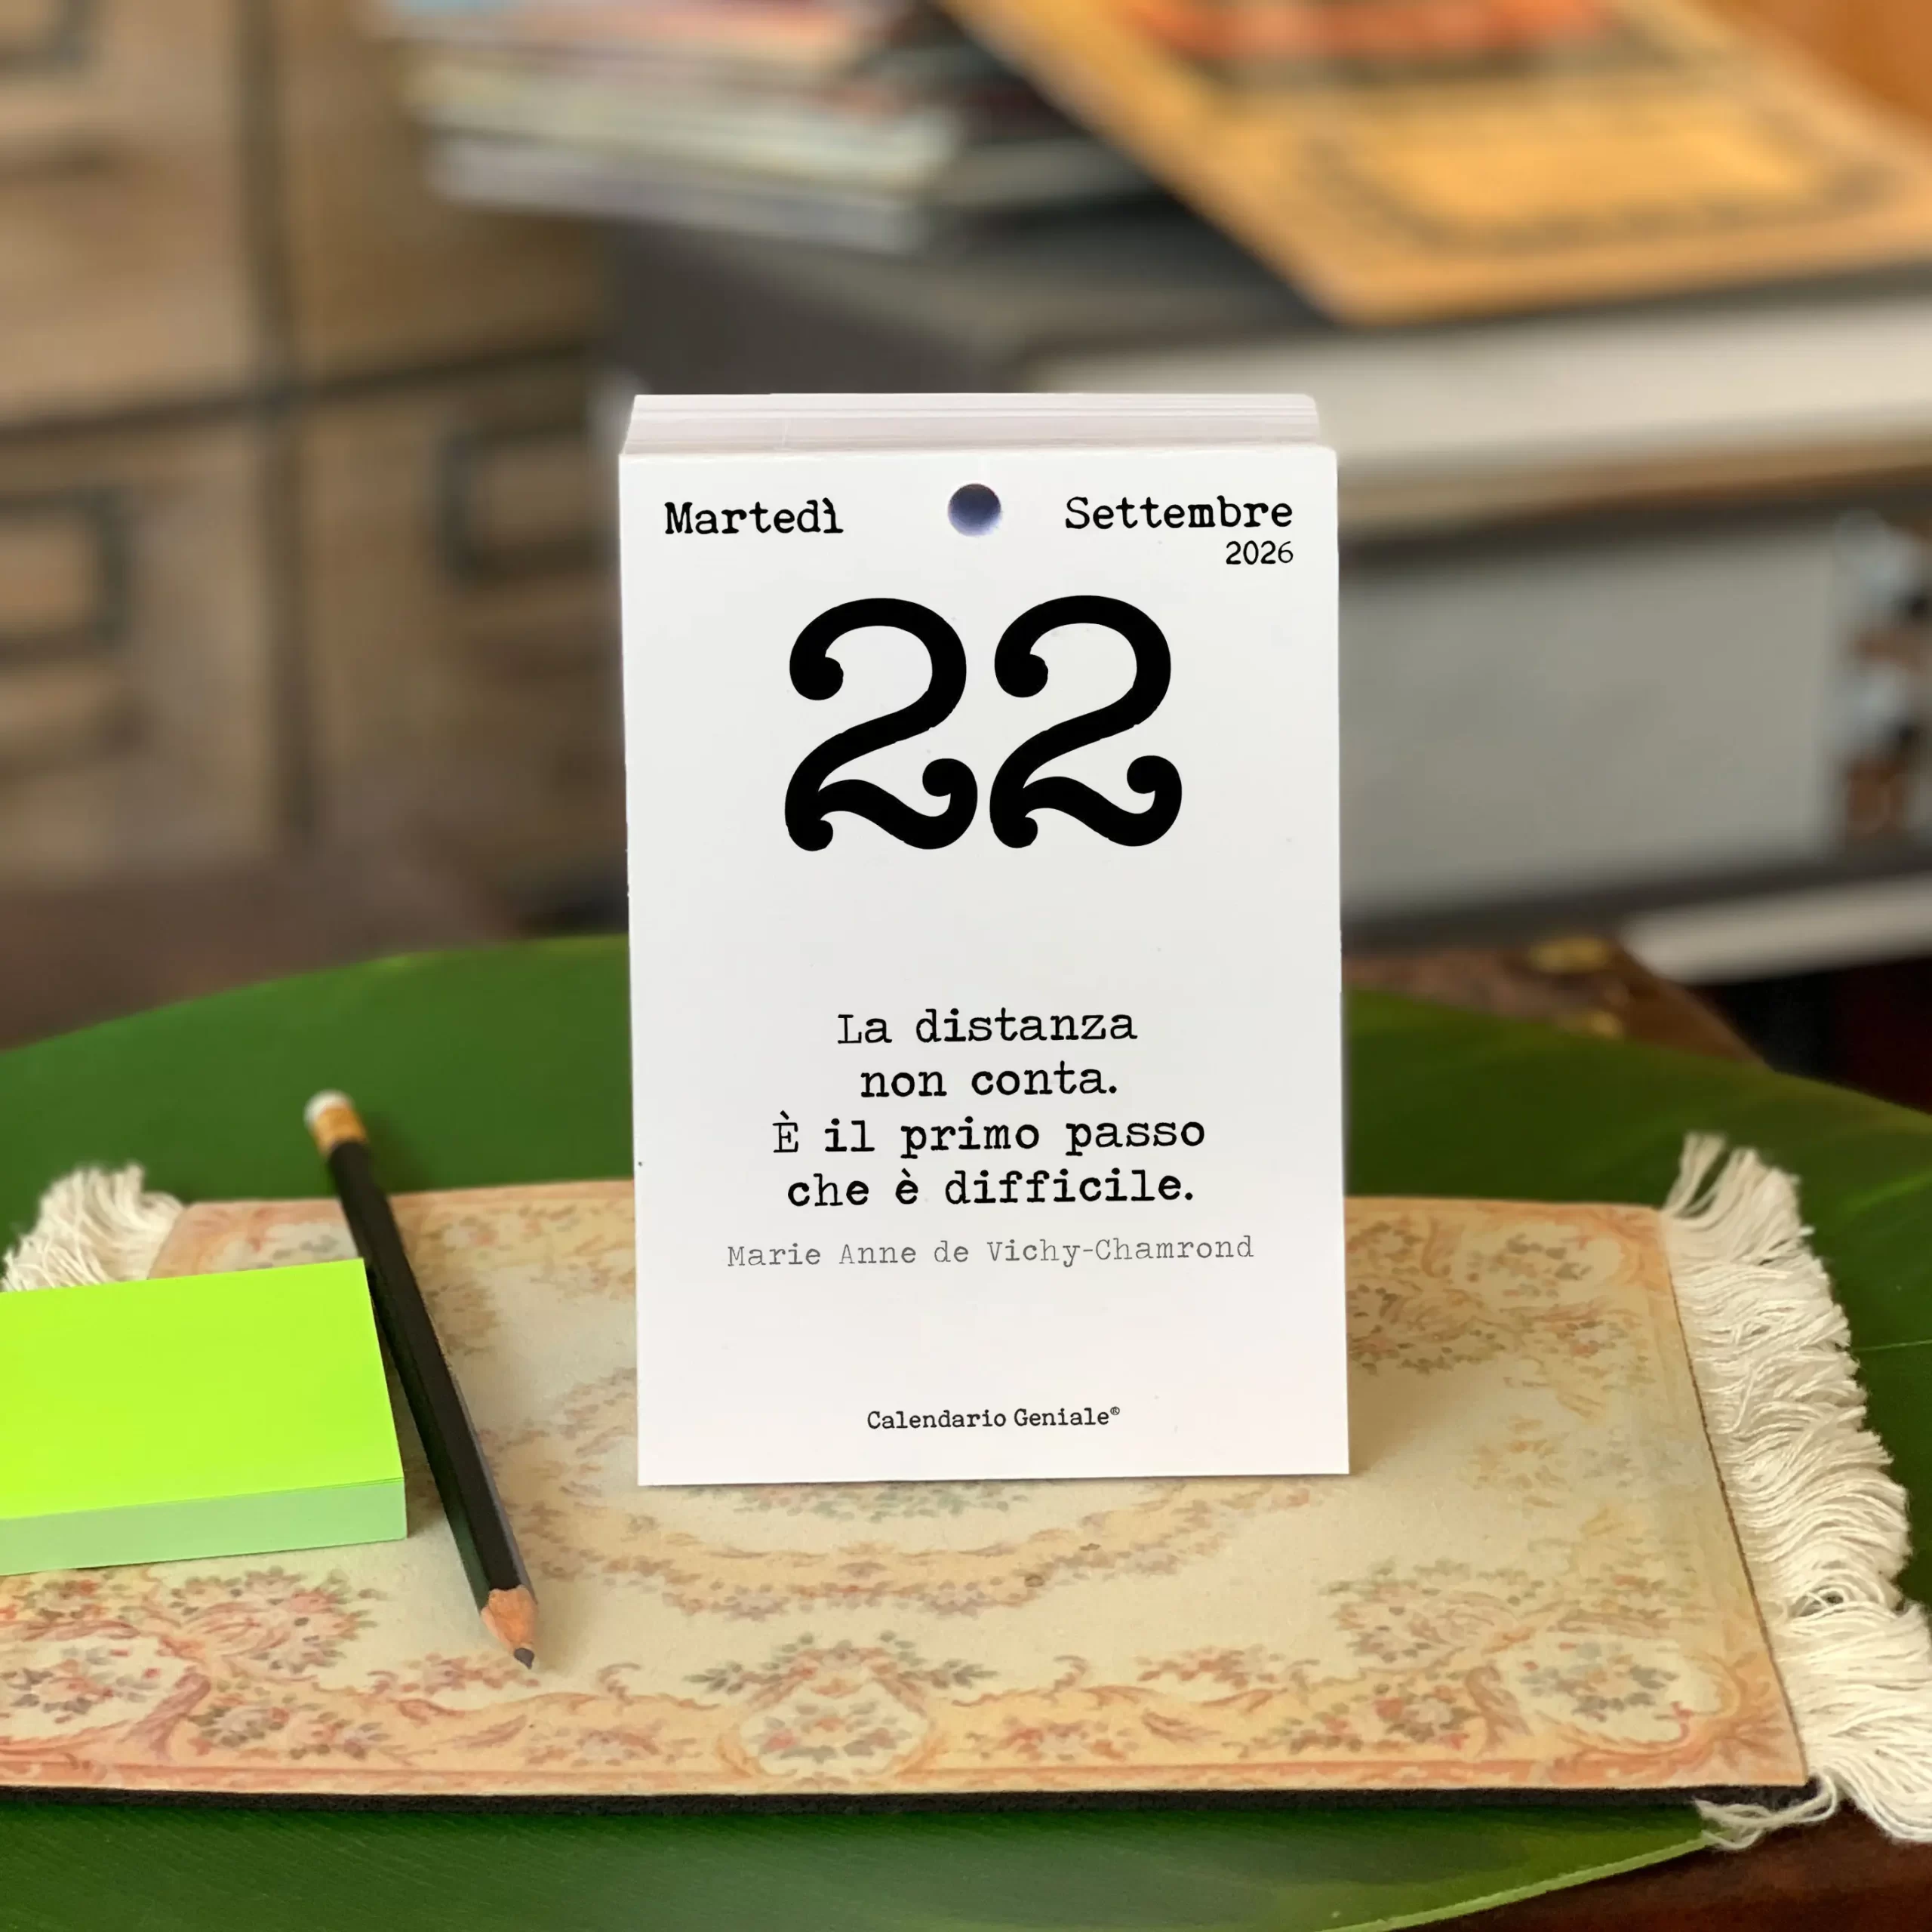 Martedì
Settembre
2026
22
La distanza
non conta.
È il primo passo
che è difficile.
Marie Anne de Vichy-Chamrond
Calendario Geniale®